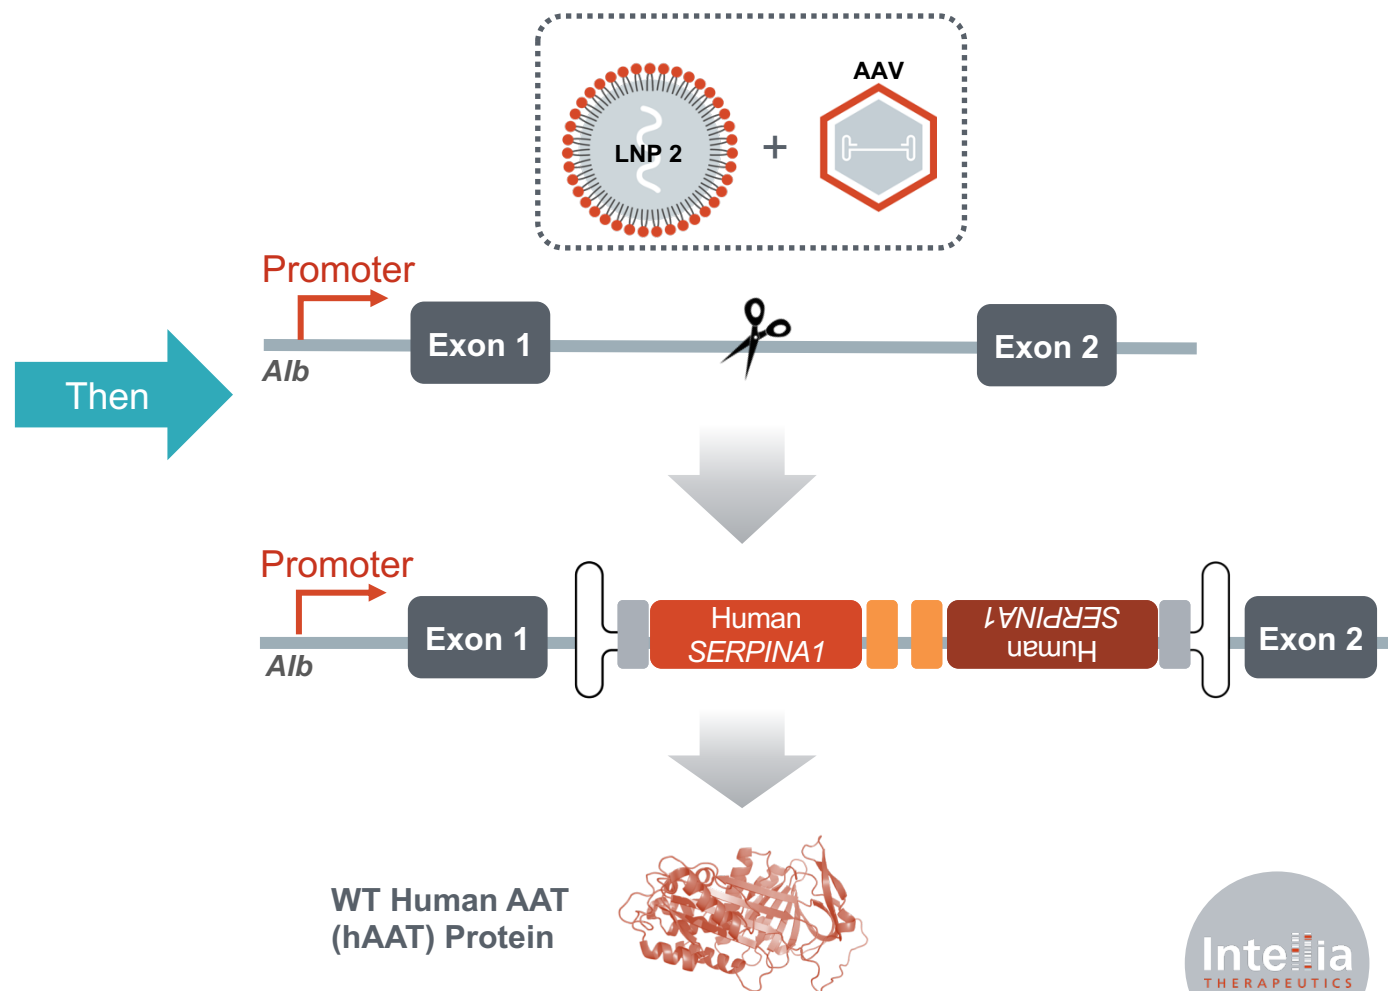 AAV
LNP 2
+
Promoter
Exon 1
Exon 2
Alb
Then
Promoter
Exon 1
Human
SERPINA1
Human
SERPINA1
Exon 2
Alb
WT Human AAT
(hAAT) Protein
Intellia
THERAPEUTICS